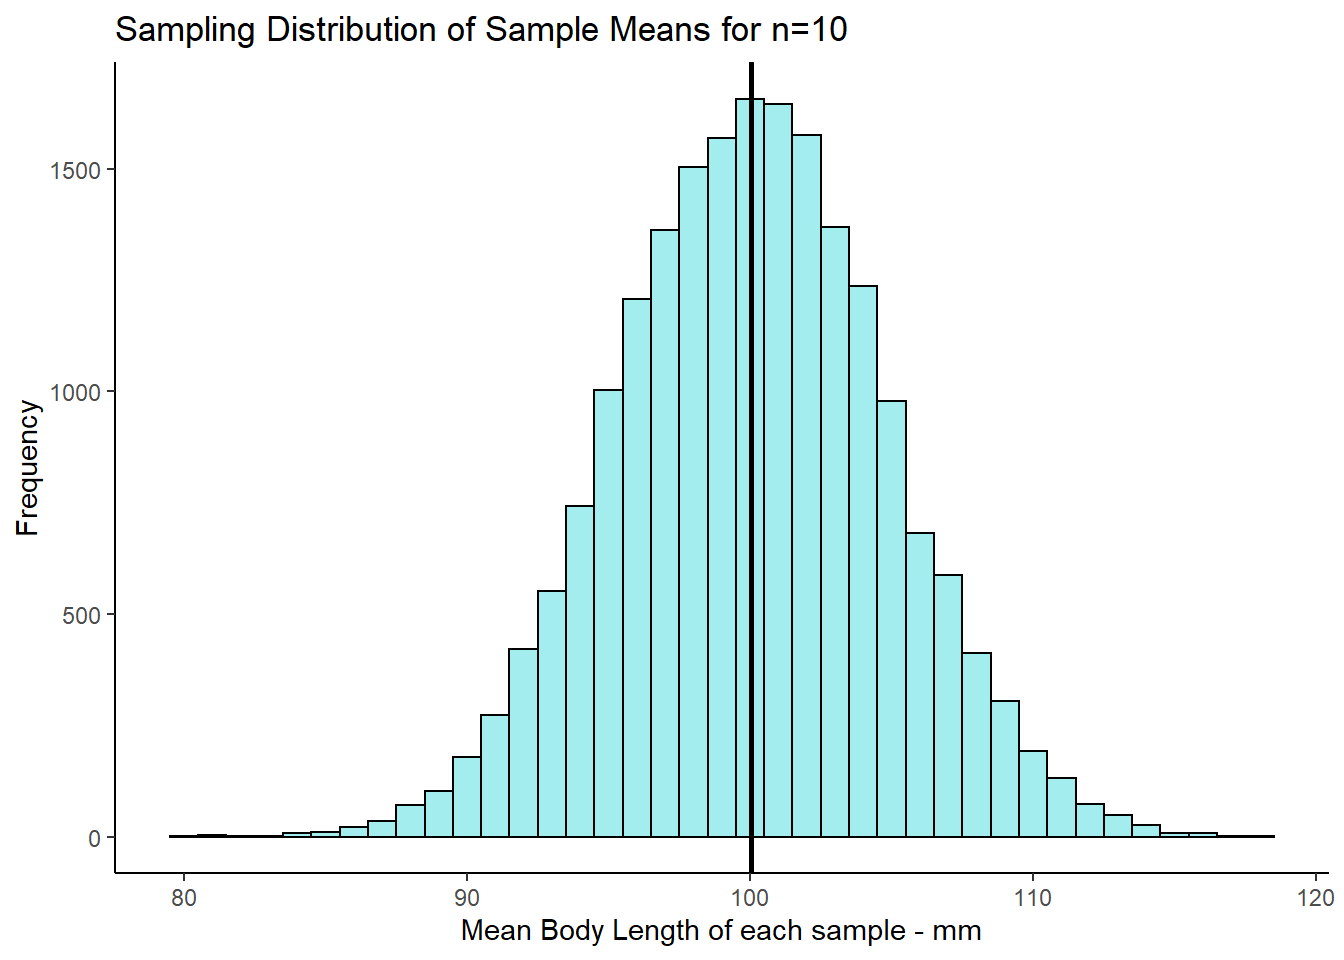 Sampling Distribution of Sample Means for n=10
1500
1000
500
0
Frequency
80 90 100 110 120
Mean Body Length of each sample - mm